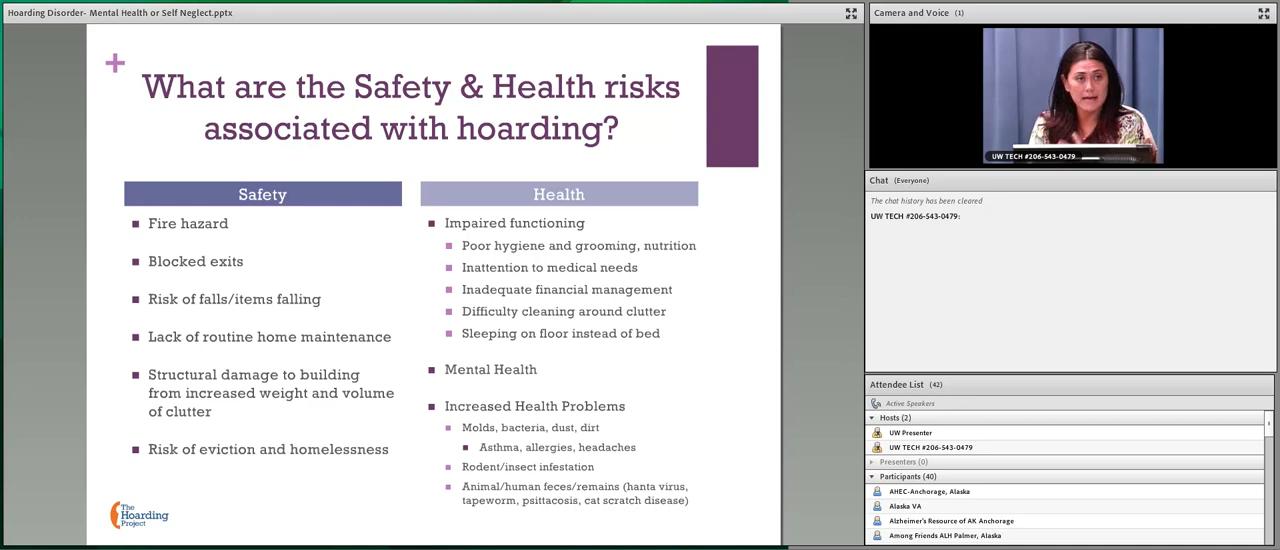 Hoarding Disorder- Mental Health or Self Neglect.pptx
+
What are the Safety & Health risks
associated with hoarding?
Safety
Fire hazard
Blocked exits
Risk of falls/items falling
Lack of routine home maintenance
Structural damage to building
from increased weight and volume
of clutter
Risk of eviction and homelessness
Health
Impaired functioning
Poor hygiene and grooming, nutrition
Inattention to medical needs
Inadequate financial management
Difficulty cleaning around clutter
Sleeping on floor instead of bed
Mental Health
Increased Health Problems
Molds, bacteria, dust, dirt
Asthma, allergies, headaches
Rodent/insect infestation
Animal/human feces/remains (hanta virus,
tapeworm, psittacosis, cat scratch disease)
The
Hoarding
Project
Camera and Voice (1)
UW TECH #206-543-0479
Chat (Everyone)
The chat history has been cleared
UW TECH #206-543-0479:
Attendee List (42)
Active Speakers
Hosts (2)
UW Presenter
UW TECH #206-543-0479
Presenters (0)
Participants (40)
AHEC-Anchorage, Alaska
Alaska VA
Alzheimer's Resource of AK Anchorage
Among Friends ALH Palmer, Alaska